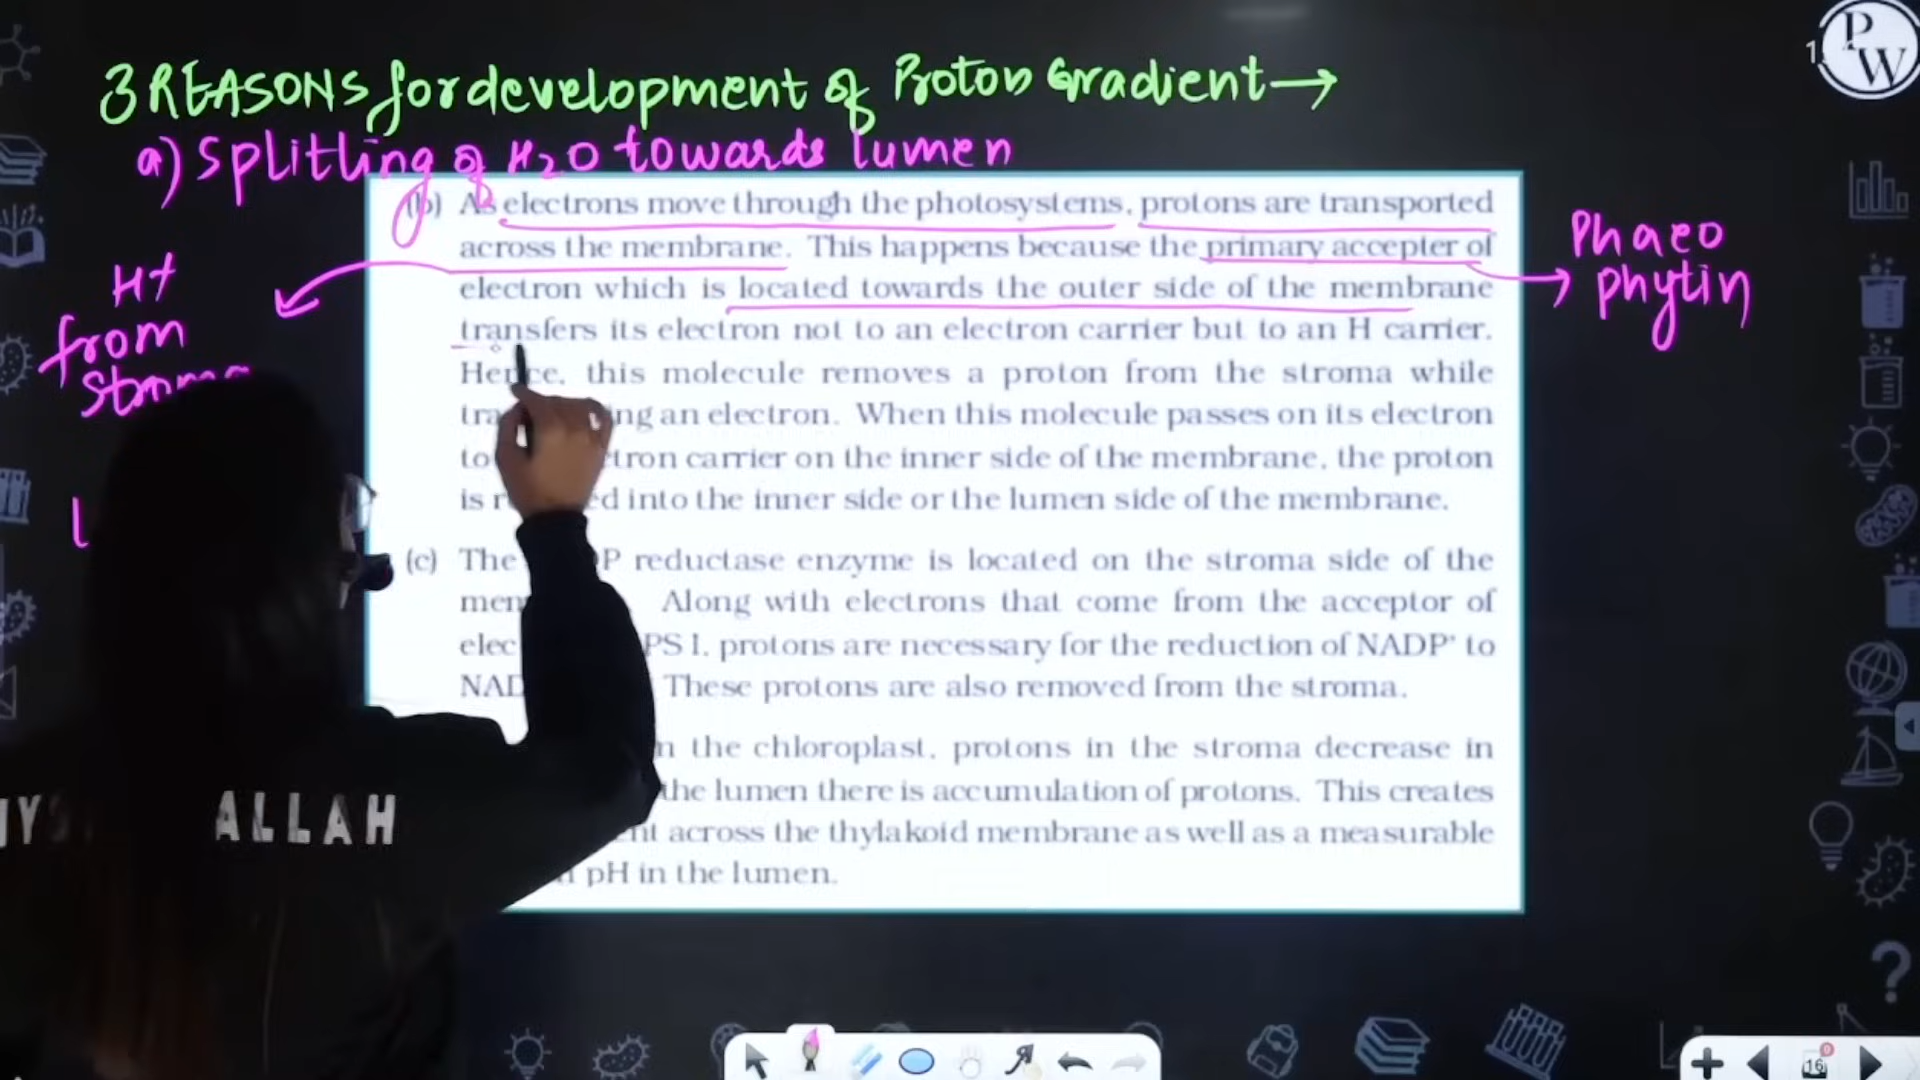 3 REASONS for development of Proton Gradient →
a) Splitling of H2O towards lumen
(b) As electrons move through the photosystems, protons are transported
across the membrane. This happens because the primary accepter of
electron which is located towards the outer side of the membrane
transfers its electron not to an electron carrier but to an H carrier.
Hence, this molecule removes a proton from the stroma while
an electron. When this molecule passes on its electron
carrier on the inner side of the membrane, the proton
is into the inner side or the lumen side of the membrane.
(c) The reductase enzyme is located on the stroma side of the
Along with electrons that come from the acceptor of
PS I, protons are necessary for the reduction of NADP+ to
These protons are also removed from the stroma.
the chloroplast, protons in the stroma decrease in
the lumen there is accumulation of protons. This creates
across the thylakoid membrane as well as a measurable
pH in the lumen.
Phaeo
phytin
H+
from
Stroma
PW
ALLAH
16